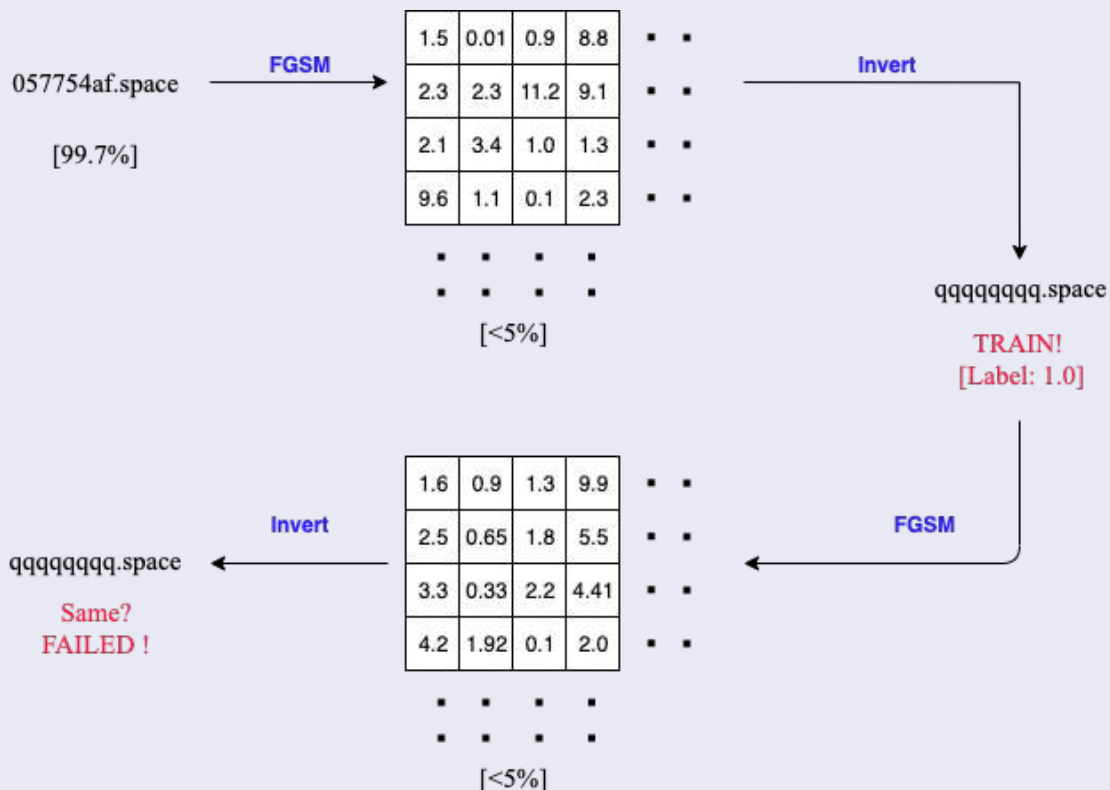 057754af.space
[99.7%]
FGSM
1.5 0.01 0.9 8.8
2.3 2.3 11.2 9.1
2.1 3.4 1.0 1.3
9.6 1.1 0.1 2.3
[<5%]
Invert
qqqqqqqq.space
TRAIN!
[Label: 1.0]
FGSM
1.6 0.9 1.3 9.9
2.5 0.65 1.8 5.5
3.3 0.33 2.2 4.41
4.2 1.92 0.1 2.0
[<5%]
Invert
qqqqqqqq.space
Same?
FAILED !